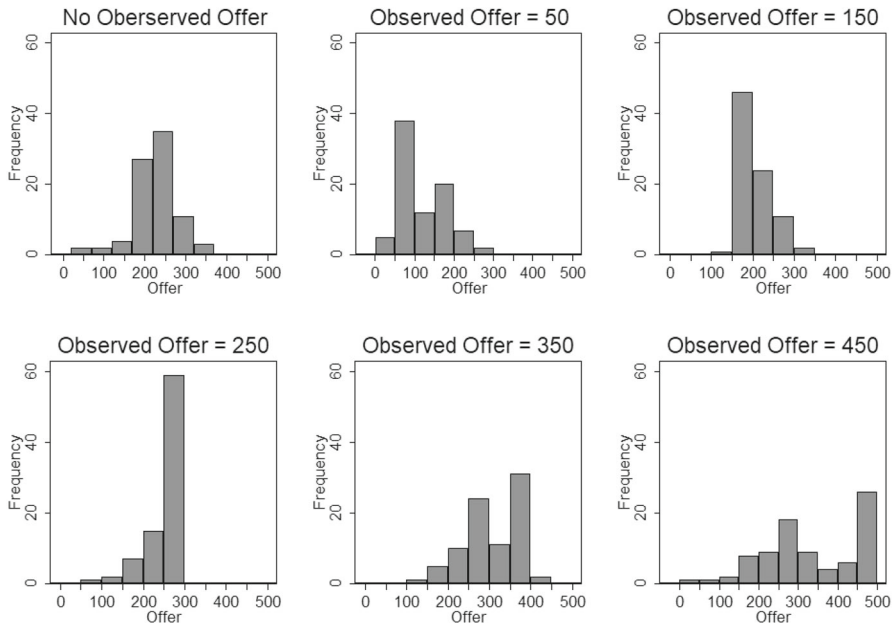 No Oberserved Offer
Frequency
0 20 40 60
0 100 200 300 400 500
Offer
Observed Offer = 50
Frequency
0 20 40 60
0 100 200 300 400 500
Offer
Observed Offer = 150
Frequency
0 20 40 60
0 100 200 300 400 500
Offer
Observed Offer = 250
Frequency
0 20 40 60
0 100 200 300 400 500
Offer
Observed Offer = 350
Frequency
0 20 40 60
0 100 200 300 400 500
Offer
Observed Offer = 450
Frequency
0 20 40 60
0 100 200 300 400 500
Offer